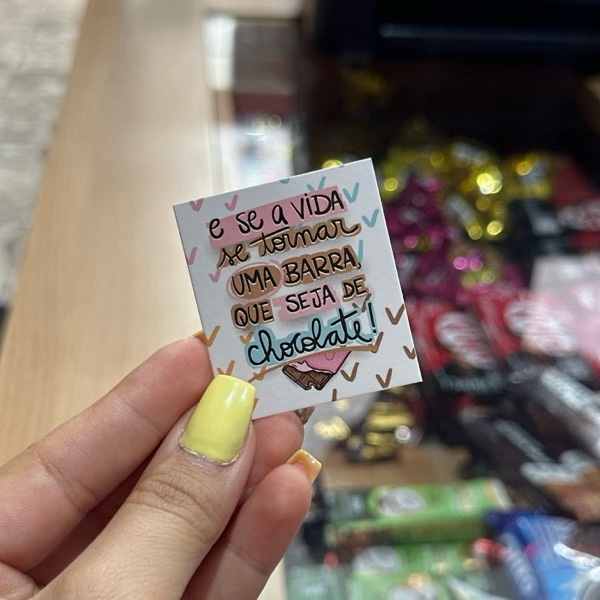 e SE A VIDA
se tornar
UMA BARRA,
QUE SEJA DE
chocolate!